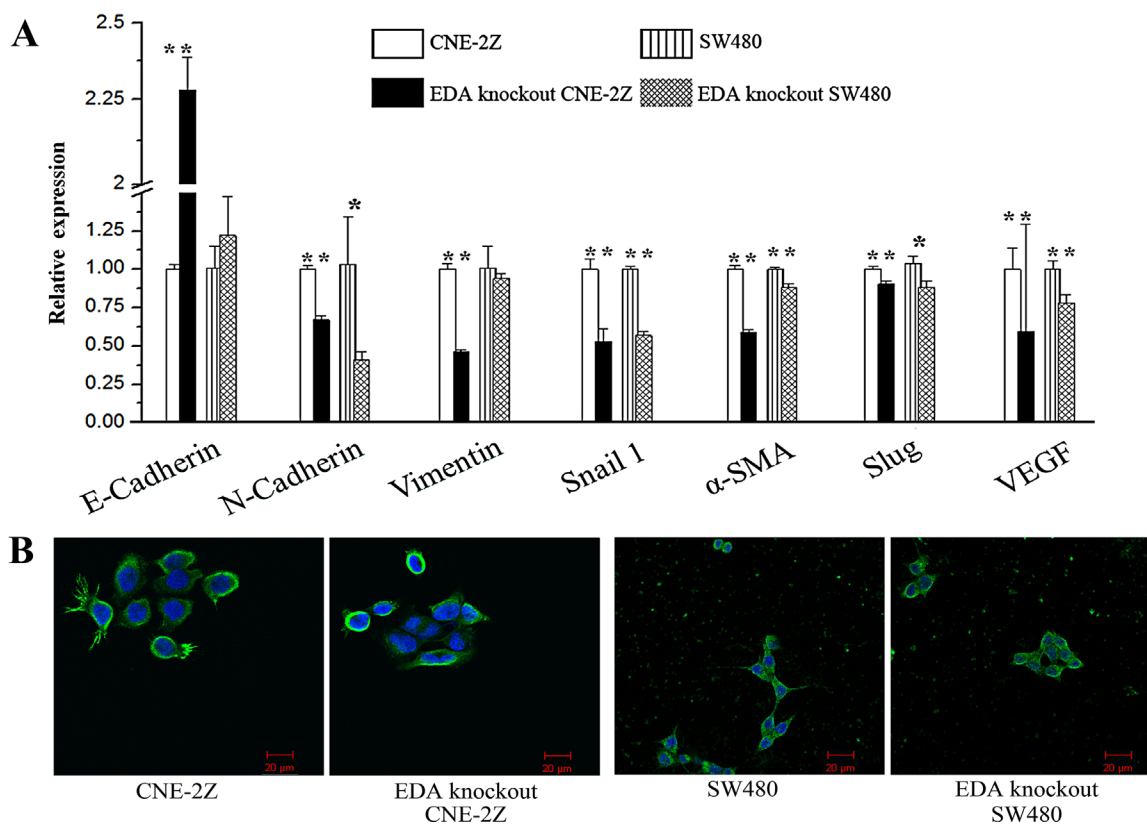 A
2.5
2.25
2
1.25
1.00
0.75
0.50
0.25
0.00
Relative expression
CNE-2Z
SW480
EDA knockout CNE-2Z
EDA knockout SW480
* *
* *
*
* *
* *
* *
* *
* *
* *
*
* *
* *
E-Cadherin
N-Cadherin
Vimentin
Snail 1
α-SMA
Slug
VEGF
B
20 μm
20 μm
20 μm
20 μm
CNE-2Z
EDA knockout
CNE-2Z
SW480
EDA knockout
SW480